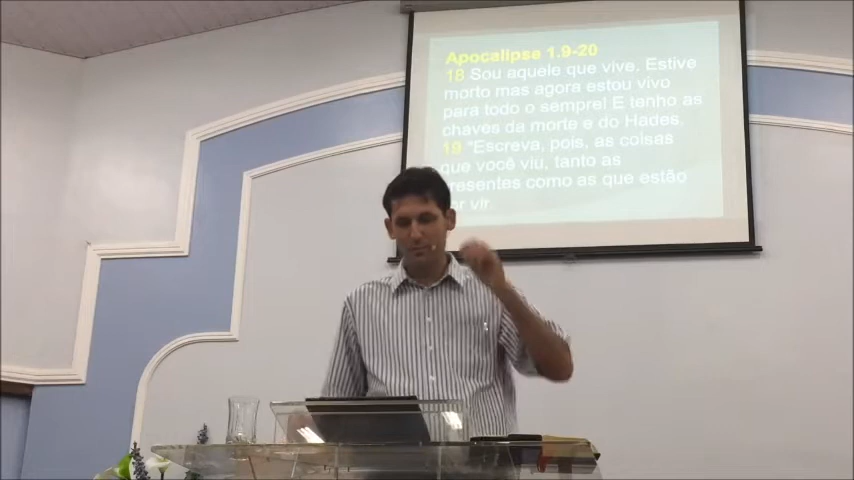 Apocalipse 1.9-20
18 Sou aquele que vive. Estive
morto mas agora estou vivo
para todo o sempre! E tenho as
chaves da morte e do Hades.
19 "Escreva, pois, as coisas
que você viu, tanto as
presentes como as que estão
por vir.